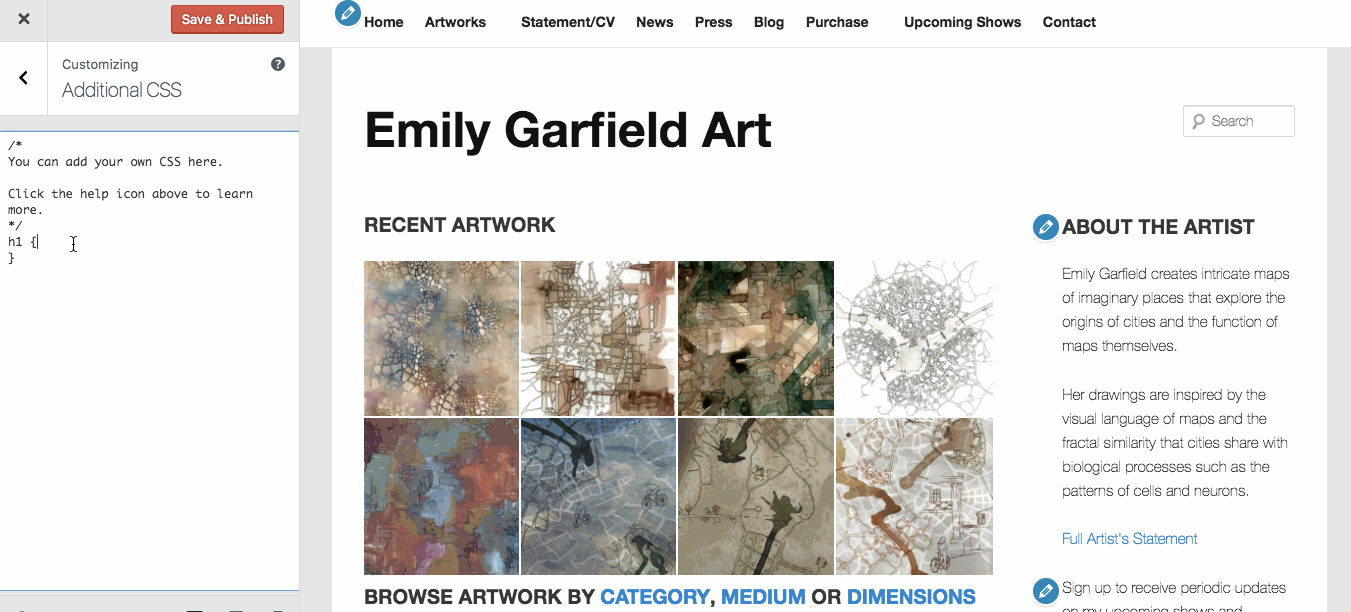 Save & Publish
Customizing
?
Additional CSS
/*
You can add your own CSS here.
Click the help icon above to learn
more.
*/
h1 {
}
Home Artworks Statement/CV News Press Blog Purchase Upcoming Shows Contact
Emily Garfield Art
Search
RECENT ARTWORK
BROWSE ARTWORK BY CATEGORY, MEDIUM OR DIMENSIONS
ABOUT THE ARTIST
Emily Garfield creates intricate maps
of imaginary places that explore the
origins of cities and the function of
maps themselves.
Her drawings are inspired by the
visual language of maps and the
fractal similarity that cities share with
biological processes such as the
patterns of cells and neurons.
Full Artist's Statement
Sign up to receive periodic updates
on my upcoming shows and